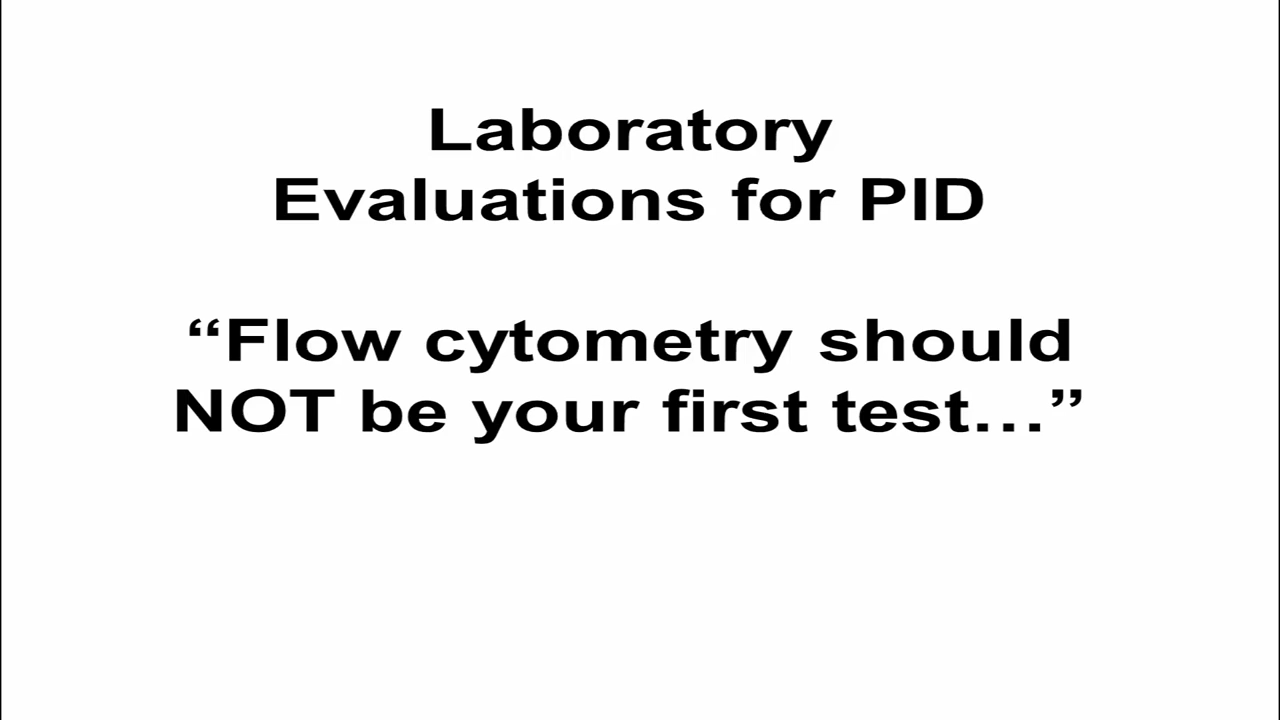 Laboratory
Evaluations for PID
“Flow cytometry should
NOT be your first test…”